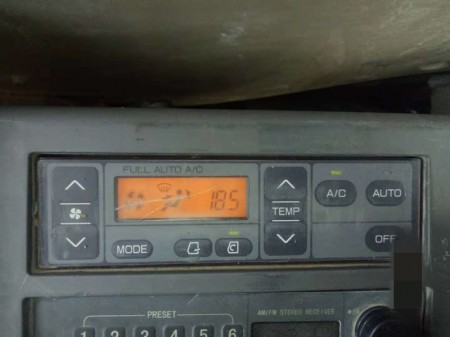 FULL AUTO A/C
18.5
TEMP
A/C
AUTO
MODE
OFF
PRESET
AM/FM STEREO RECEIVER
1 2 3 4 5 6